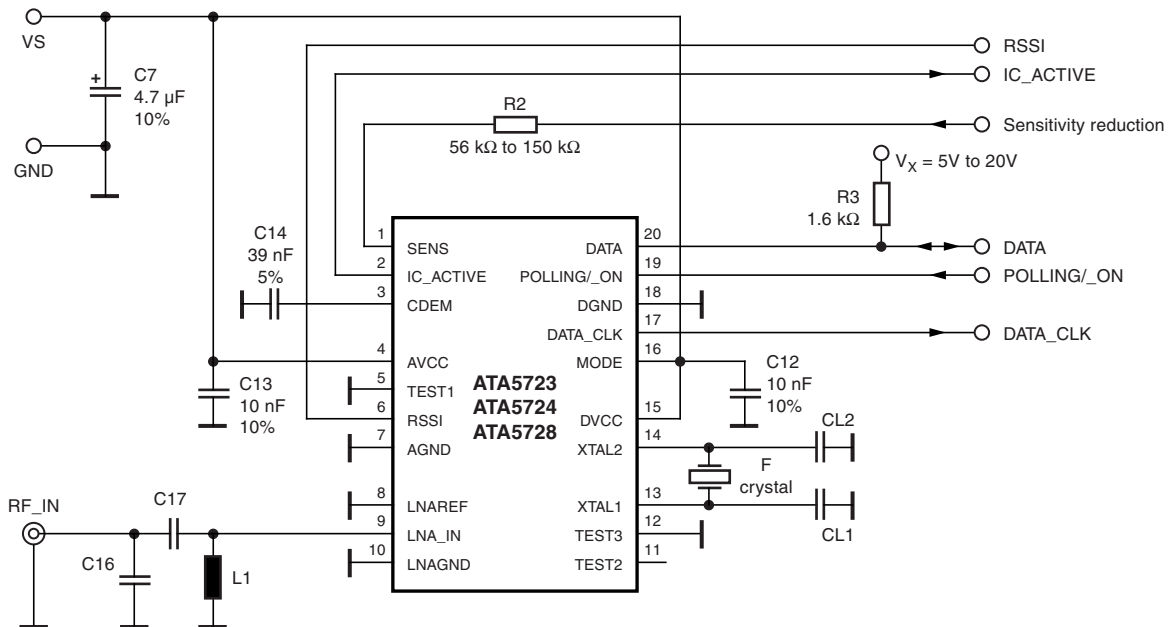 VS
C7
4.7 µF
10%
+
GND
RSSI
IC_ACTIVE
R2
56 kΩ to 150 kΩ
Sensitivity reduction
VX = 5V to 20V
R3
1.6 kΩ
C14
39 nF
5%
1 SENS
2 IC_ACTIVE
3 CDEM
4 AVCC
5 TEST1
6 RSSI
7 AGND
8 LNAREF
9 LNA_IN
10 LNAGND
ATA5723
ATA5724
ATA5728
DATA 20
POLLING/_ON 19
DGND 18
DATA_CLK 17
MODE 16
DVCC 15
XTAL2 14
XTAL1 13
TEST3 12
TEST2 11
DATA
POLLING/_ON
DATA_CLK
C13
10 nF
10%
C12
10 nF
10%
CL2
F
crystal
CL1
RF_IN
C17
C16
L1